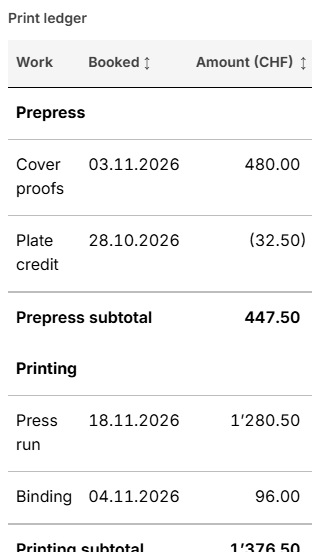 Print ledger
Work Booked ↕ Amount (CHF) ↕
Prepress
Cover 03.11.2026 480.00
proofs
Plate 28.10.2026 (32.50)
credit
Prepress subtotal 447.50
Printing
Press 18.11.2026 1’280.50
run
Binding 04.11.2026 96.00
Printing subtotal 1’376.50